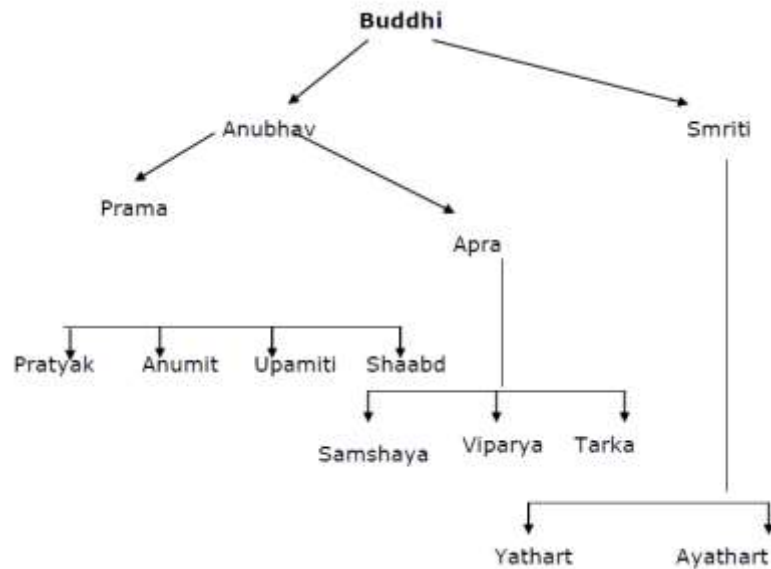 Buddhi
Anubhav
Smriti
Prama
Apra
Pratyak
Anumit
Upamiti
Shaabd
Samshaya
Viparya
Tarka
Yathart
Ayathart